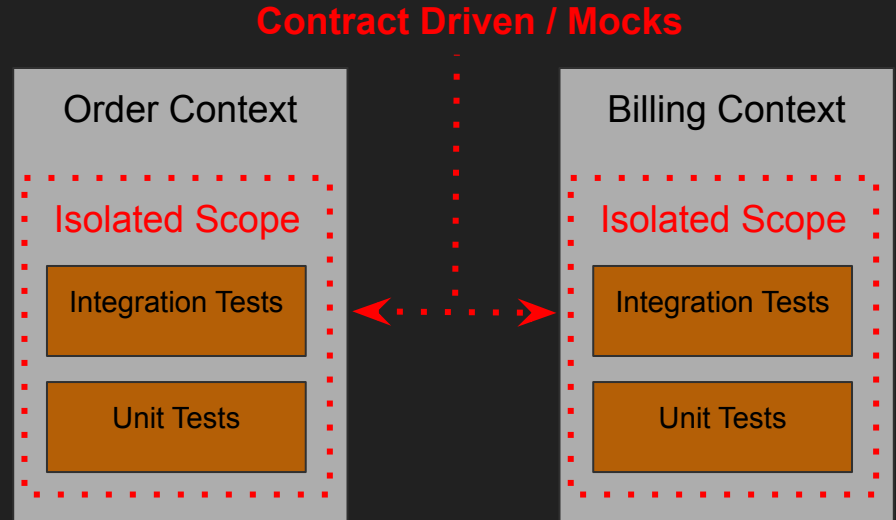 Contract Driven / Mocks
Order Context
Isolated Scope
Integration Tests
Unit Tests
Billing Context
Isolated Scope
Integration Tests
Unit Tests